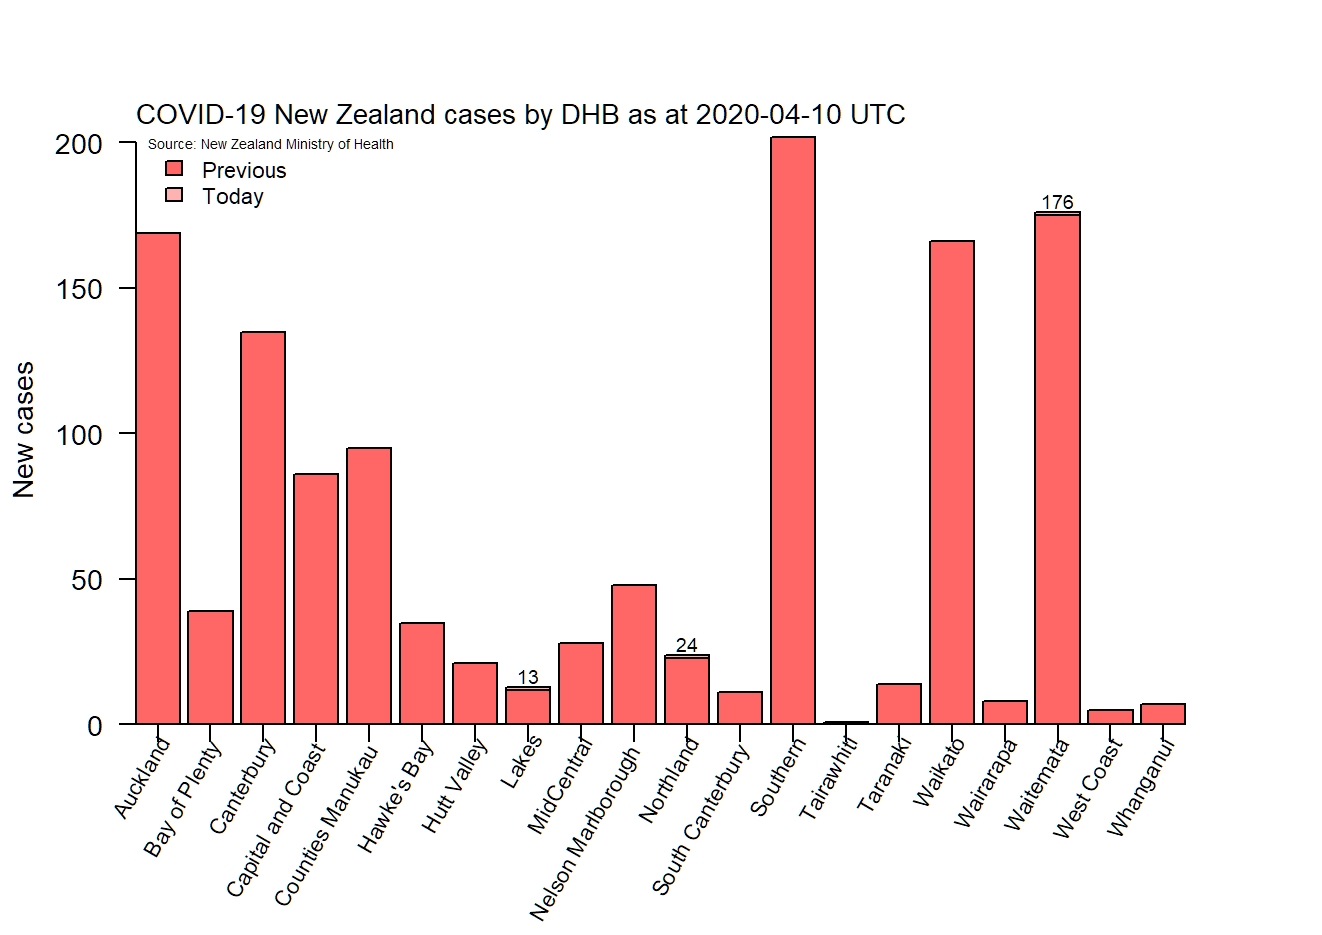 COVID-19 New Zealand cases by DHB as at 2020-04-10 UTC
Source: New Zealand Ministry of Health
Previous
Today
New cases
200
150
100
50
0
176
24
13
Auckland
Bay of Plenty
Canterbury
Capital and Coast
Counties Manukau
Hawke's Bay
Hutt Valley
Lakes
MidCentral
Nelson Marlborough
Northland
South Canterbury
Southern
Tairawhiti
Taranaki
Waikato
Wairarapa
Waitemata
West Coast
Whanganui